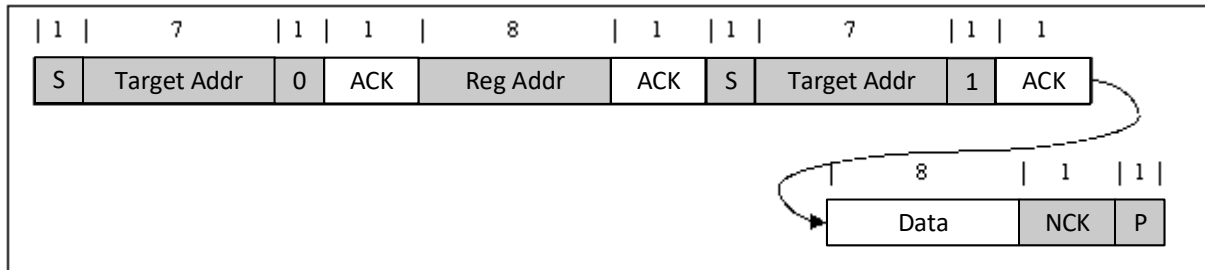 | 1 | 7 | 1 | 1 | 8 | 1 | 1 | 7 | 1 | 1
S Target Addr 0 ACK Reg Addr ACK S Target Addr 1 ACK
| 8 | 1 | 1 |
Data NCK P